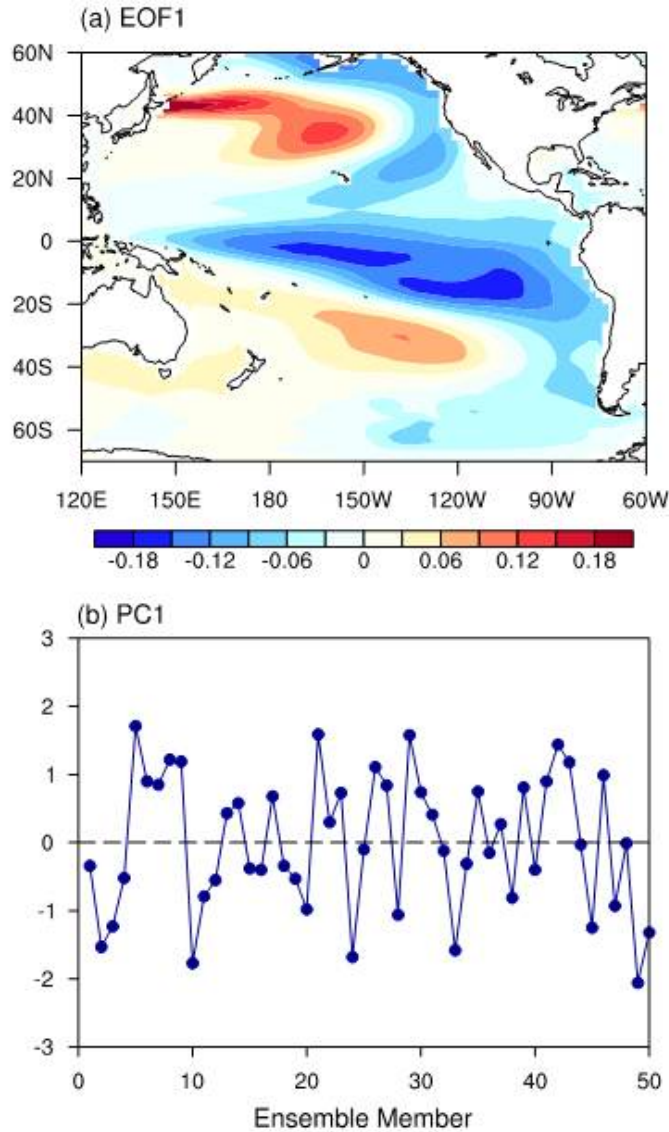 (a) EOF1
60N
40N
20N
0
20S
40S
60S
120E 150E 180 150W 120W 90W 60W
-0.18 -0.12 -0.06 0 0.06 0.12 0.18
(b) PC1
3
2
1
0
-1
-2
-3
0 10 20 30 40 50
Ensemble Member